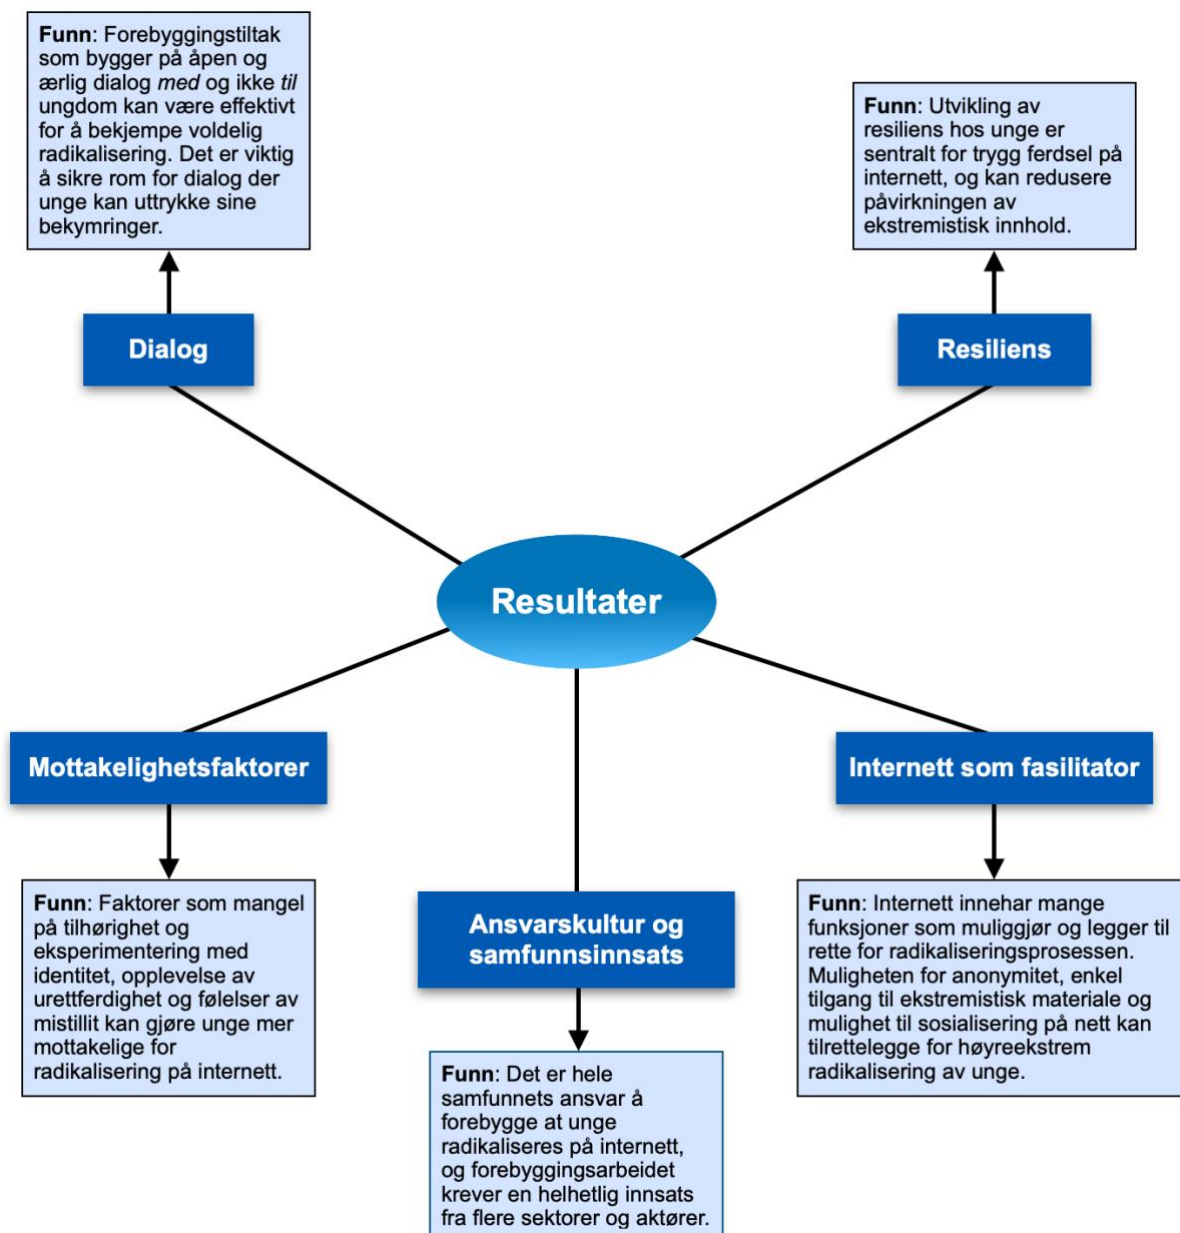 Funn: Forebyggingstiltak
som bygger på åpen og
ærlig dialog med og ikke til
ungdom kan være effektivt
for å bekjempe voldelig
radikalisering. Det er viktig
å sikre rom for dialog der
unge kan uttrykke sine
bekymringer.
Funn: Utvikling av
resiliens hos unge er
sentralt for trygg ferdsel på
internett, og kan redusere
påvirkningen av
ekstremistisk innhold.
Dialog
Resiliens
Resultater
Mottakelighetsfaktorer
Internett som fasilitator
Funn: Faktorer som mangel
på tilhørighet og
eksperimentering med
identitet, opplevelse av
urettferdighet og følelser av
mistillit kan gjøre unge mer
mottakelige for
radikalisering på internett.
Ansvarskultur og
samfunnsinnsats
Funn: Internett innehar mange
funksjoner som muliggjør og legger til
rette for radikaliseringsprosessen.
Muligheten for anonymitet, enkel
tilgang til ekstremistisk materiale og
mulighet til sosialisering på nett kan
tilrettelegge for høyreekstrem
radikalisering av unge.
Funn: Det er hele
samfunnets ansvar å
forebygge at unge
radikaliseres på internett,
og forebyggingsarbeidet
krever en helhetlig innsats
fra flere sektorer og aktører.